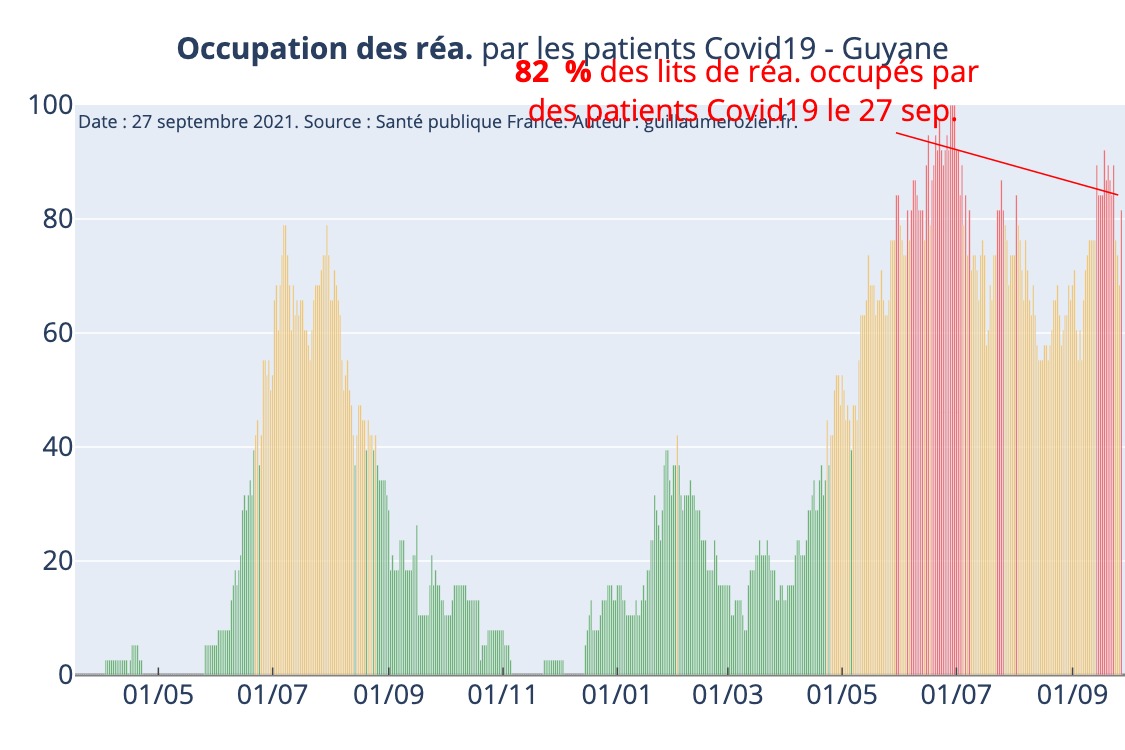 Occupation des réa. par les patients Covid19 - Guyane
82 % des lits de réa. occupés par
des patients Covid19 le 27 sep.
Date : 27 septembre 2021. Source : Santé publique France. Auteur : guillaumerozier.fr.
100
80
60
40
20
0
01/05 01/07 01/09 01/11 01/01 01/03 01/05 01/07 01/09